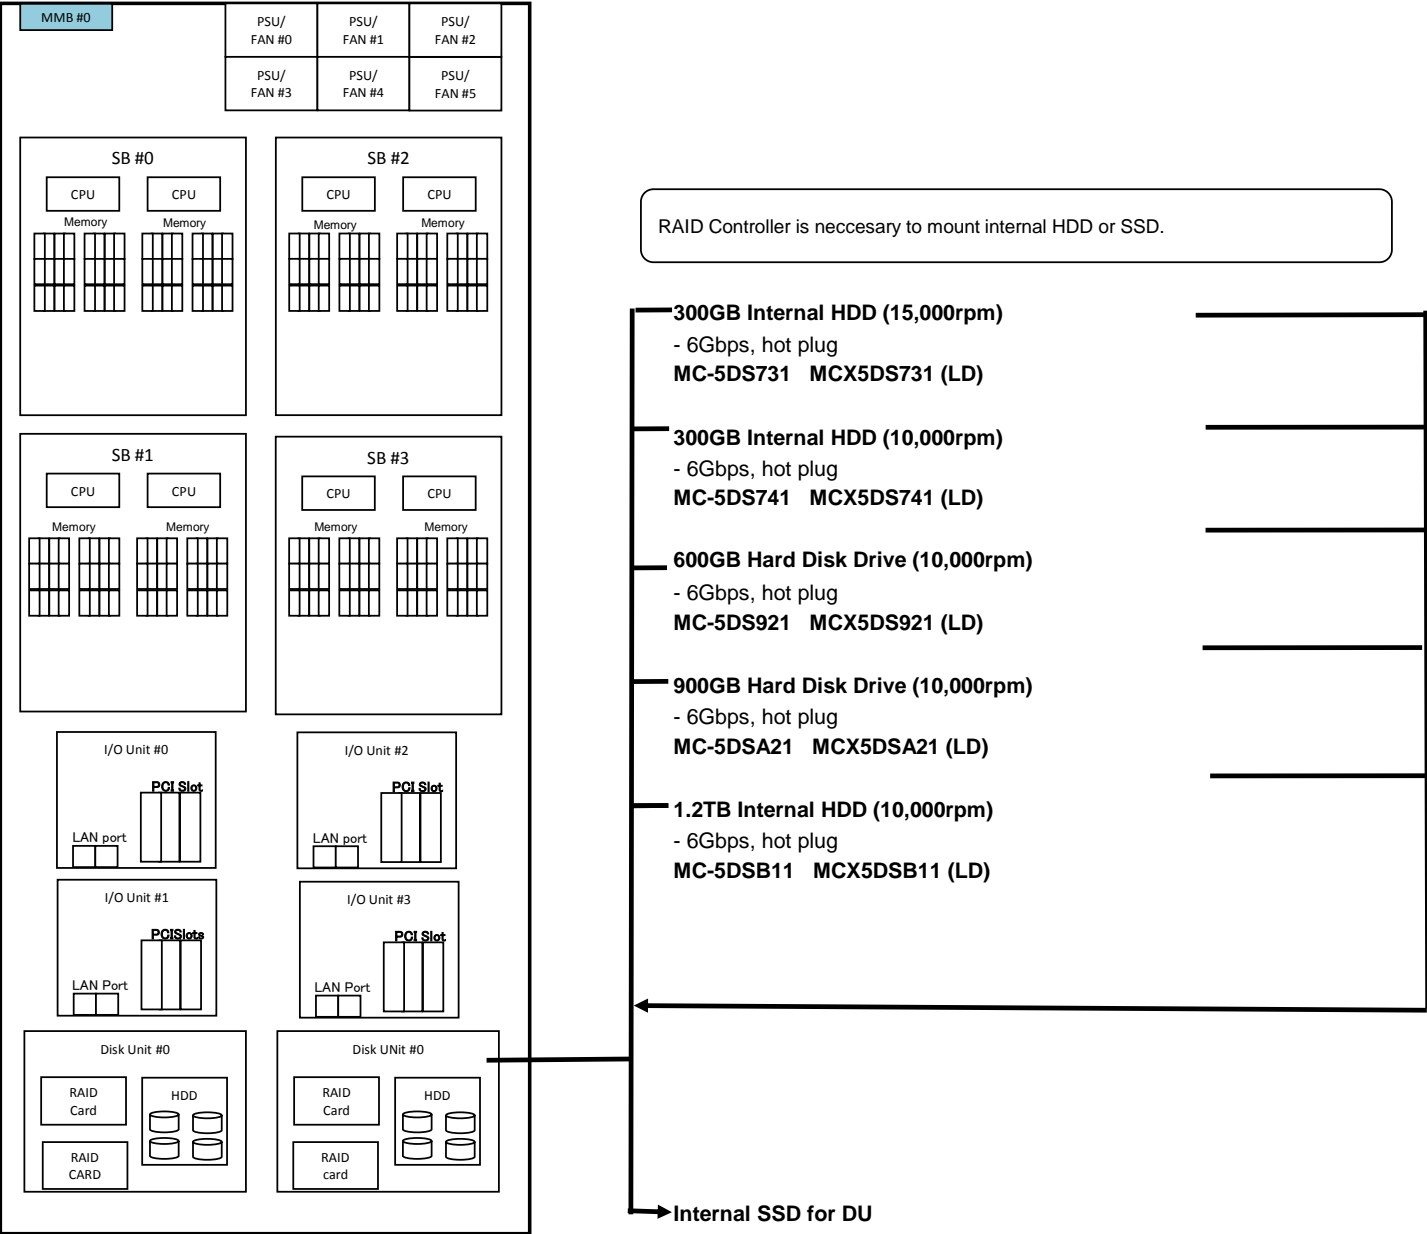 MMB #0
PSU/
FAN #0
PSU/
FAN #1
PSU/
FAN #2
PSU/
FAN #3
PSU/
FAN #4
PSU/
FAN #5
SB #0
CPU
CPU
Memory
Memory
SB #2
CPU
CPU
Memory
Memory
SB #1
CPU
CPU
Memory
Memory
SB #3
CPU
CPU
Memory
Memory
I/O Unit #0
PCI Slot
LAN port
I/O Unit #2
PCI Slot
LAN port
I/O Unit #1
PCISlots
LAN Port
I/O Unit #3
PCI Slot
LAN Port
Disk Unit #0
RAID
Card
HDD
RAID
CARD
Disk UNit #0
RAID
Card
HDD
RAID
card
RAID Controller is neccesary to mount internal HDD or SSD.
300GB Internal HDD (15,000rpm)
- 6Gbps, hot plug
MC-5DS731 MCX5DS731 (LD)
300GB Internal HDD (10,000rpm)
- 6Gbps, hot plug
MC-5DS741 MCX5DS741 (LD)
600GB Hard Disk Drive (10,000rpm)
- 6Gbps, hot plug
MC-5DS921 MCX5DS921 (LD)
900GB Hard Disk Drive (10,000rpm)
- 6Gbps, hot plug
MC-5DSA21 MCX5DSA21 (LD)
1.2TB Internal HDD (10,000rpm)
- 6Gbps, hot plug
MC-5DSB11 MCX5DSB11 (LD)
Internal SSD for DU